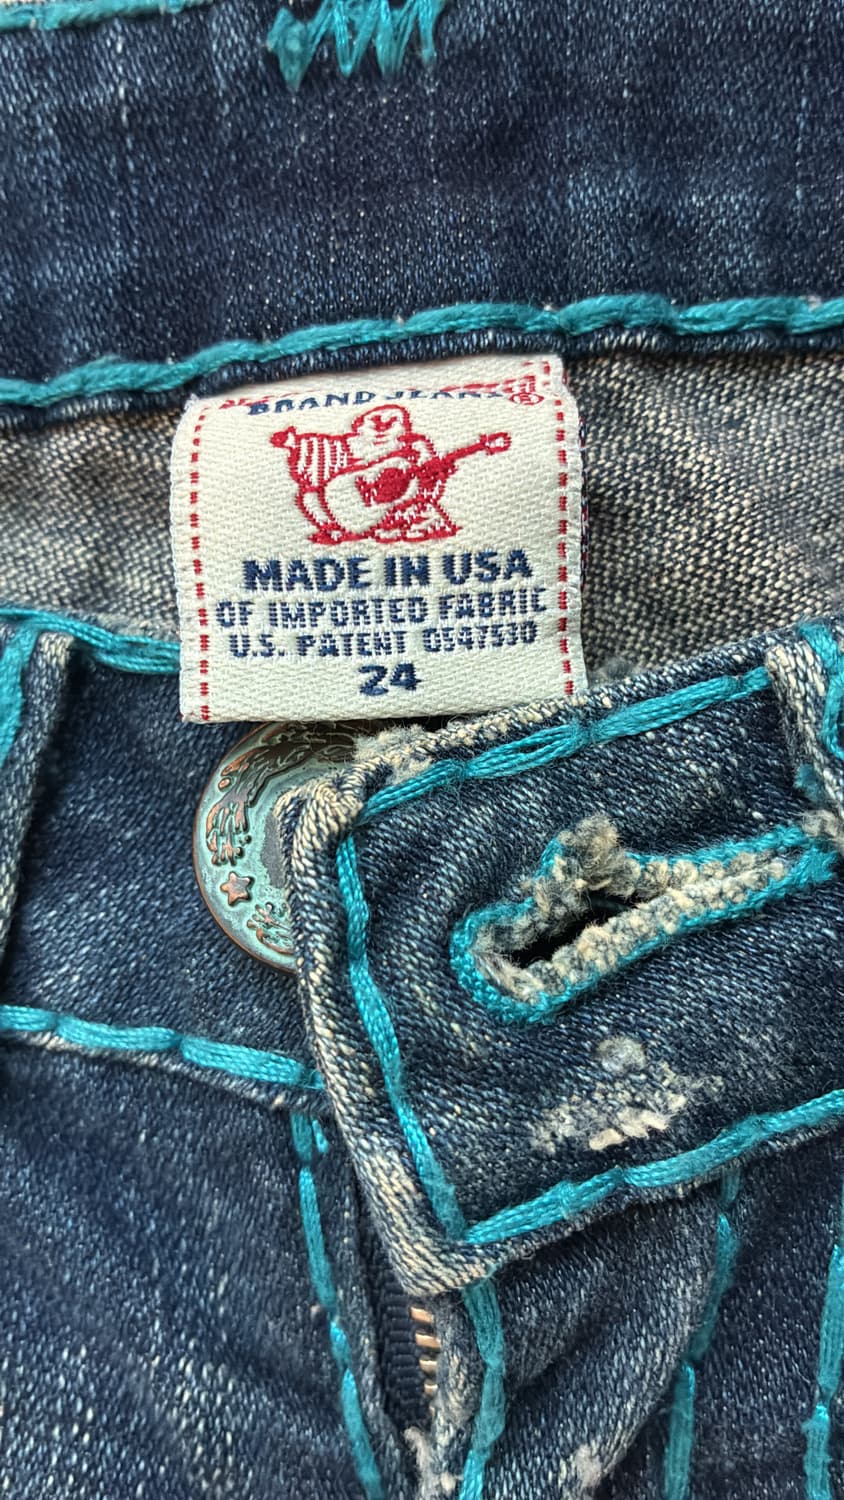 BRAND JEANS ®
MADE IN USA
OF IMPORTED FABRIC
U.S. PATENT 0547530
24